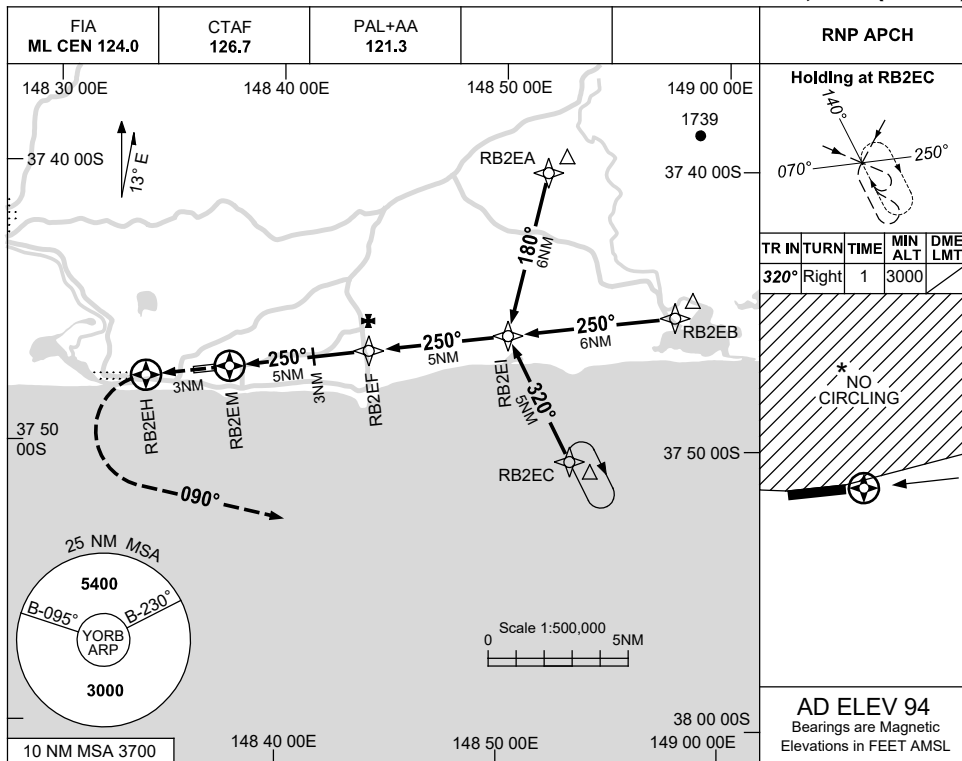 FIA
ML CEN 124.0
CTAF
126.7
PAL+AA
121.3
RNP APCH
148 30 00E
148 40 00E
148 50 00E
149 00 00E
13° E
37 40 00S
37 40 00S
1739
RB2EA
180°
6NM
RB2EB
250°
6NM
250°
5NM
250°
5NM
3NM
3NM
RB2EH
RB2EM
RB2EF
RB2EI
320°
5NM
RB2EC
090°
37 50
00S
37 50 00S
25 NM MSA
5400
B-095°
B-230°
YORB
ARP
3000
Scale 1:500,000
0
5NM
10 NM MSA 3700
148 40 00E
148 50 00E
149 00 00E
38 00 00S
Holding at RB2EC
140°
070°
250°
TR IN TURN TIME MIN ALT DME LMT
320° Right 1 3000
* NO
CIRCLING
AD ELEV 94
Bearings are Magnetic
Elevations in FEET AMSL